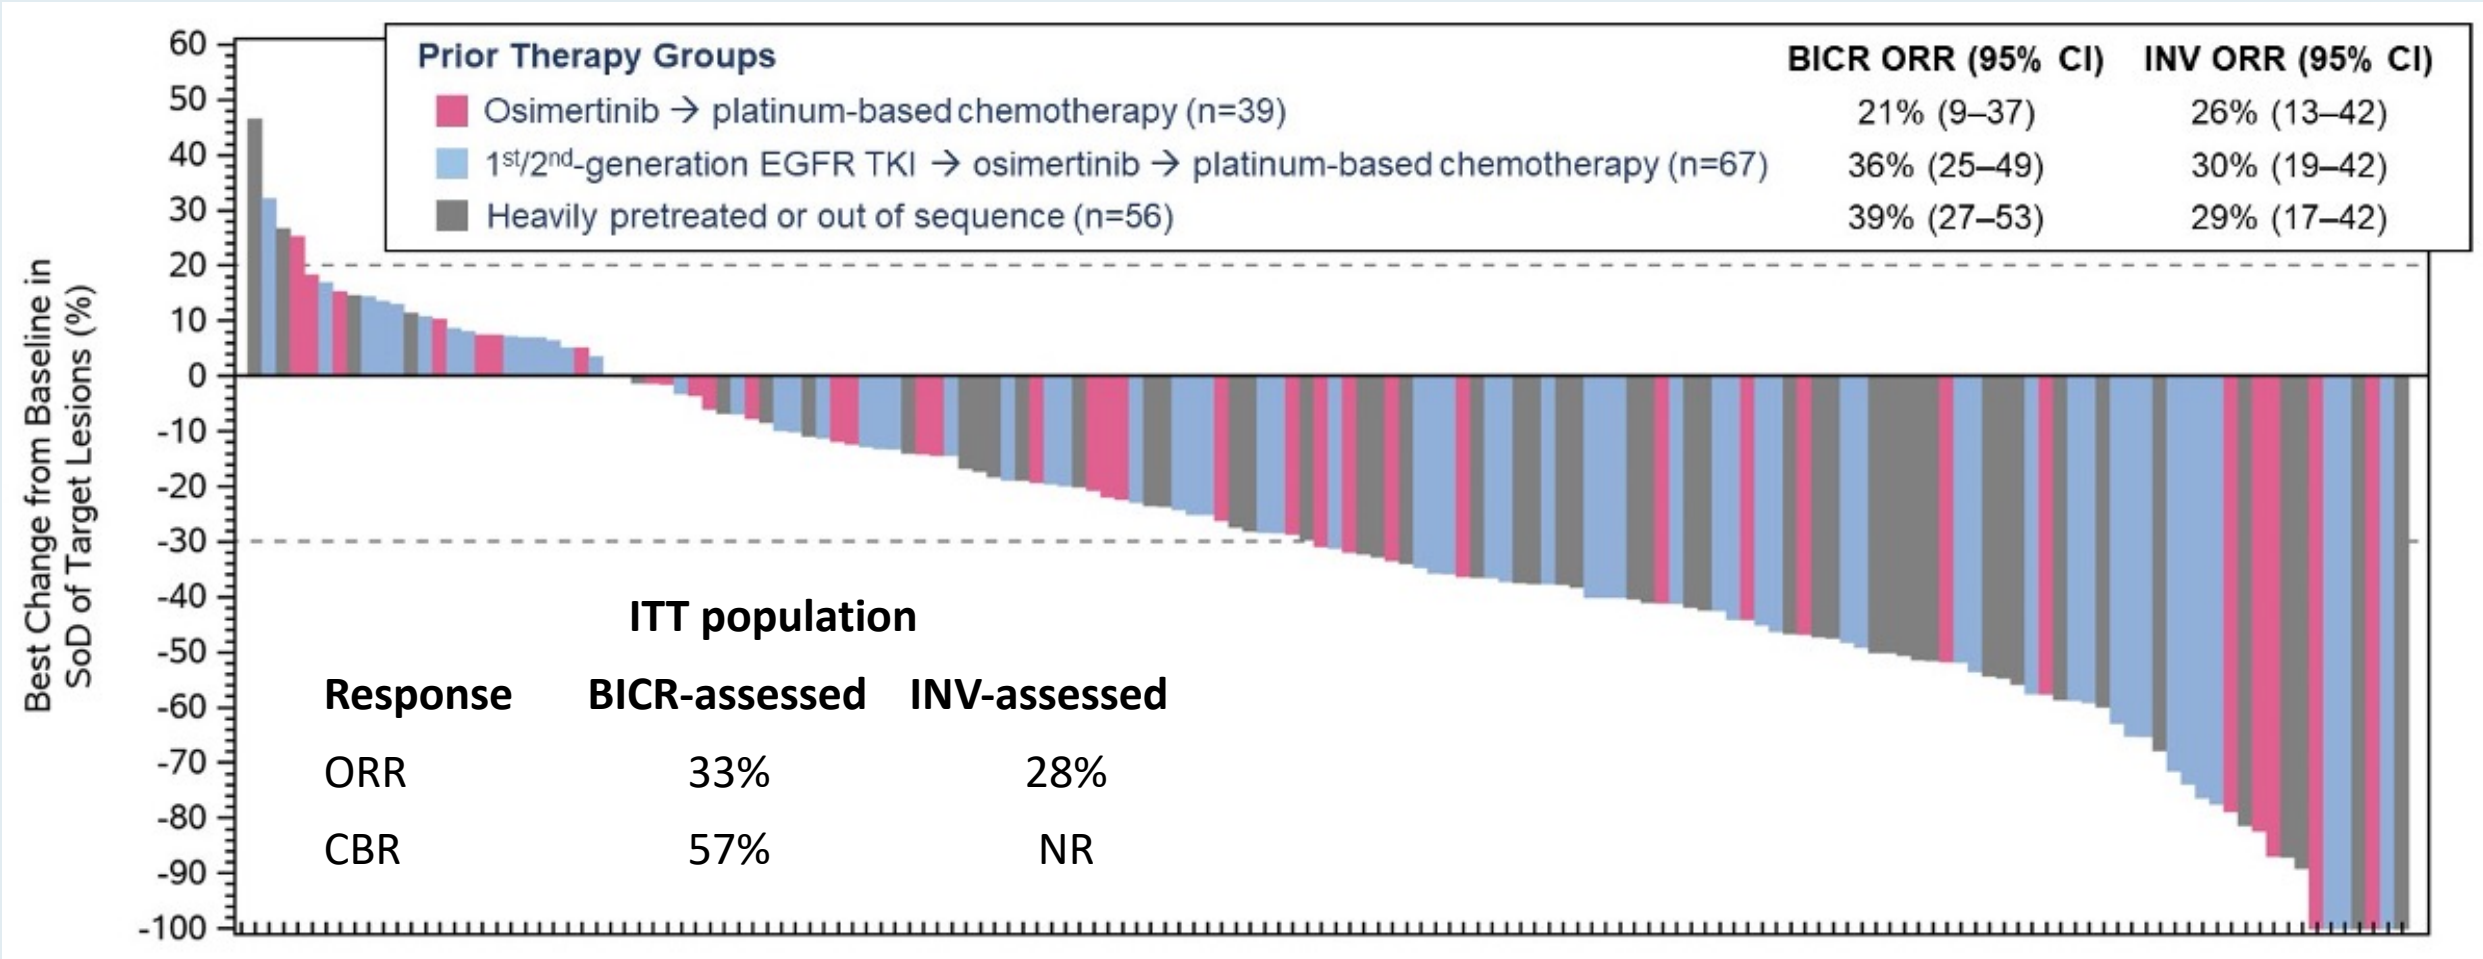 Prior Therapy Groups BICR ORR (95% CI) INV ORR (95% CI)
Osimertinib → platinum-based chemotherapy (n=39) 21% (9–37) 26% (13–42)
1st/2nd-generation EGFR TKI → osimertinib → platinum-based chemotherapy (n=67) 36% (25–49) 30% (19–42)
Heavily pretreated or out of sequence (n=56) 39% (27–53) 29% (17–42)
Best Change from Baseline in
SoD of Target Lesions (%)
60
50
40
30
20
10
0
-10
-20
-30
-40
-50
-60
-70
-80
-90
-100
ITT population
Response BICR-assessed INV-assessed
ORR 33% 28%
CBR 57% NR